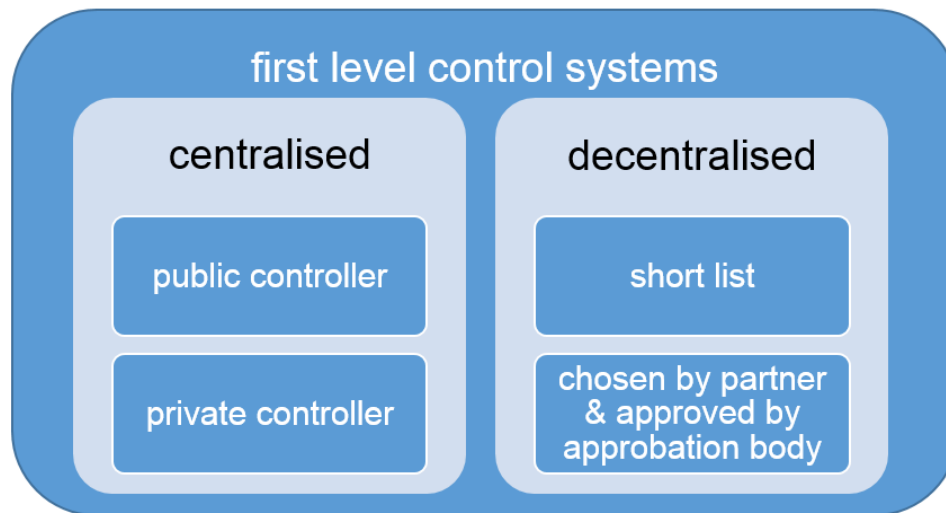 first level control systems
centralised
public controller
private controller
decentralised
short list
chosen by partner
& approved by
approbation body